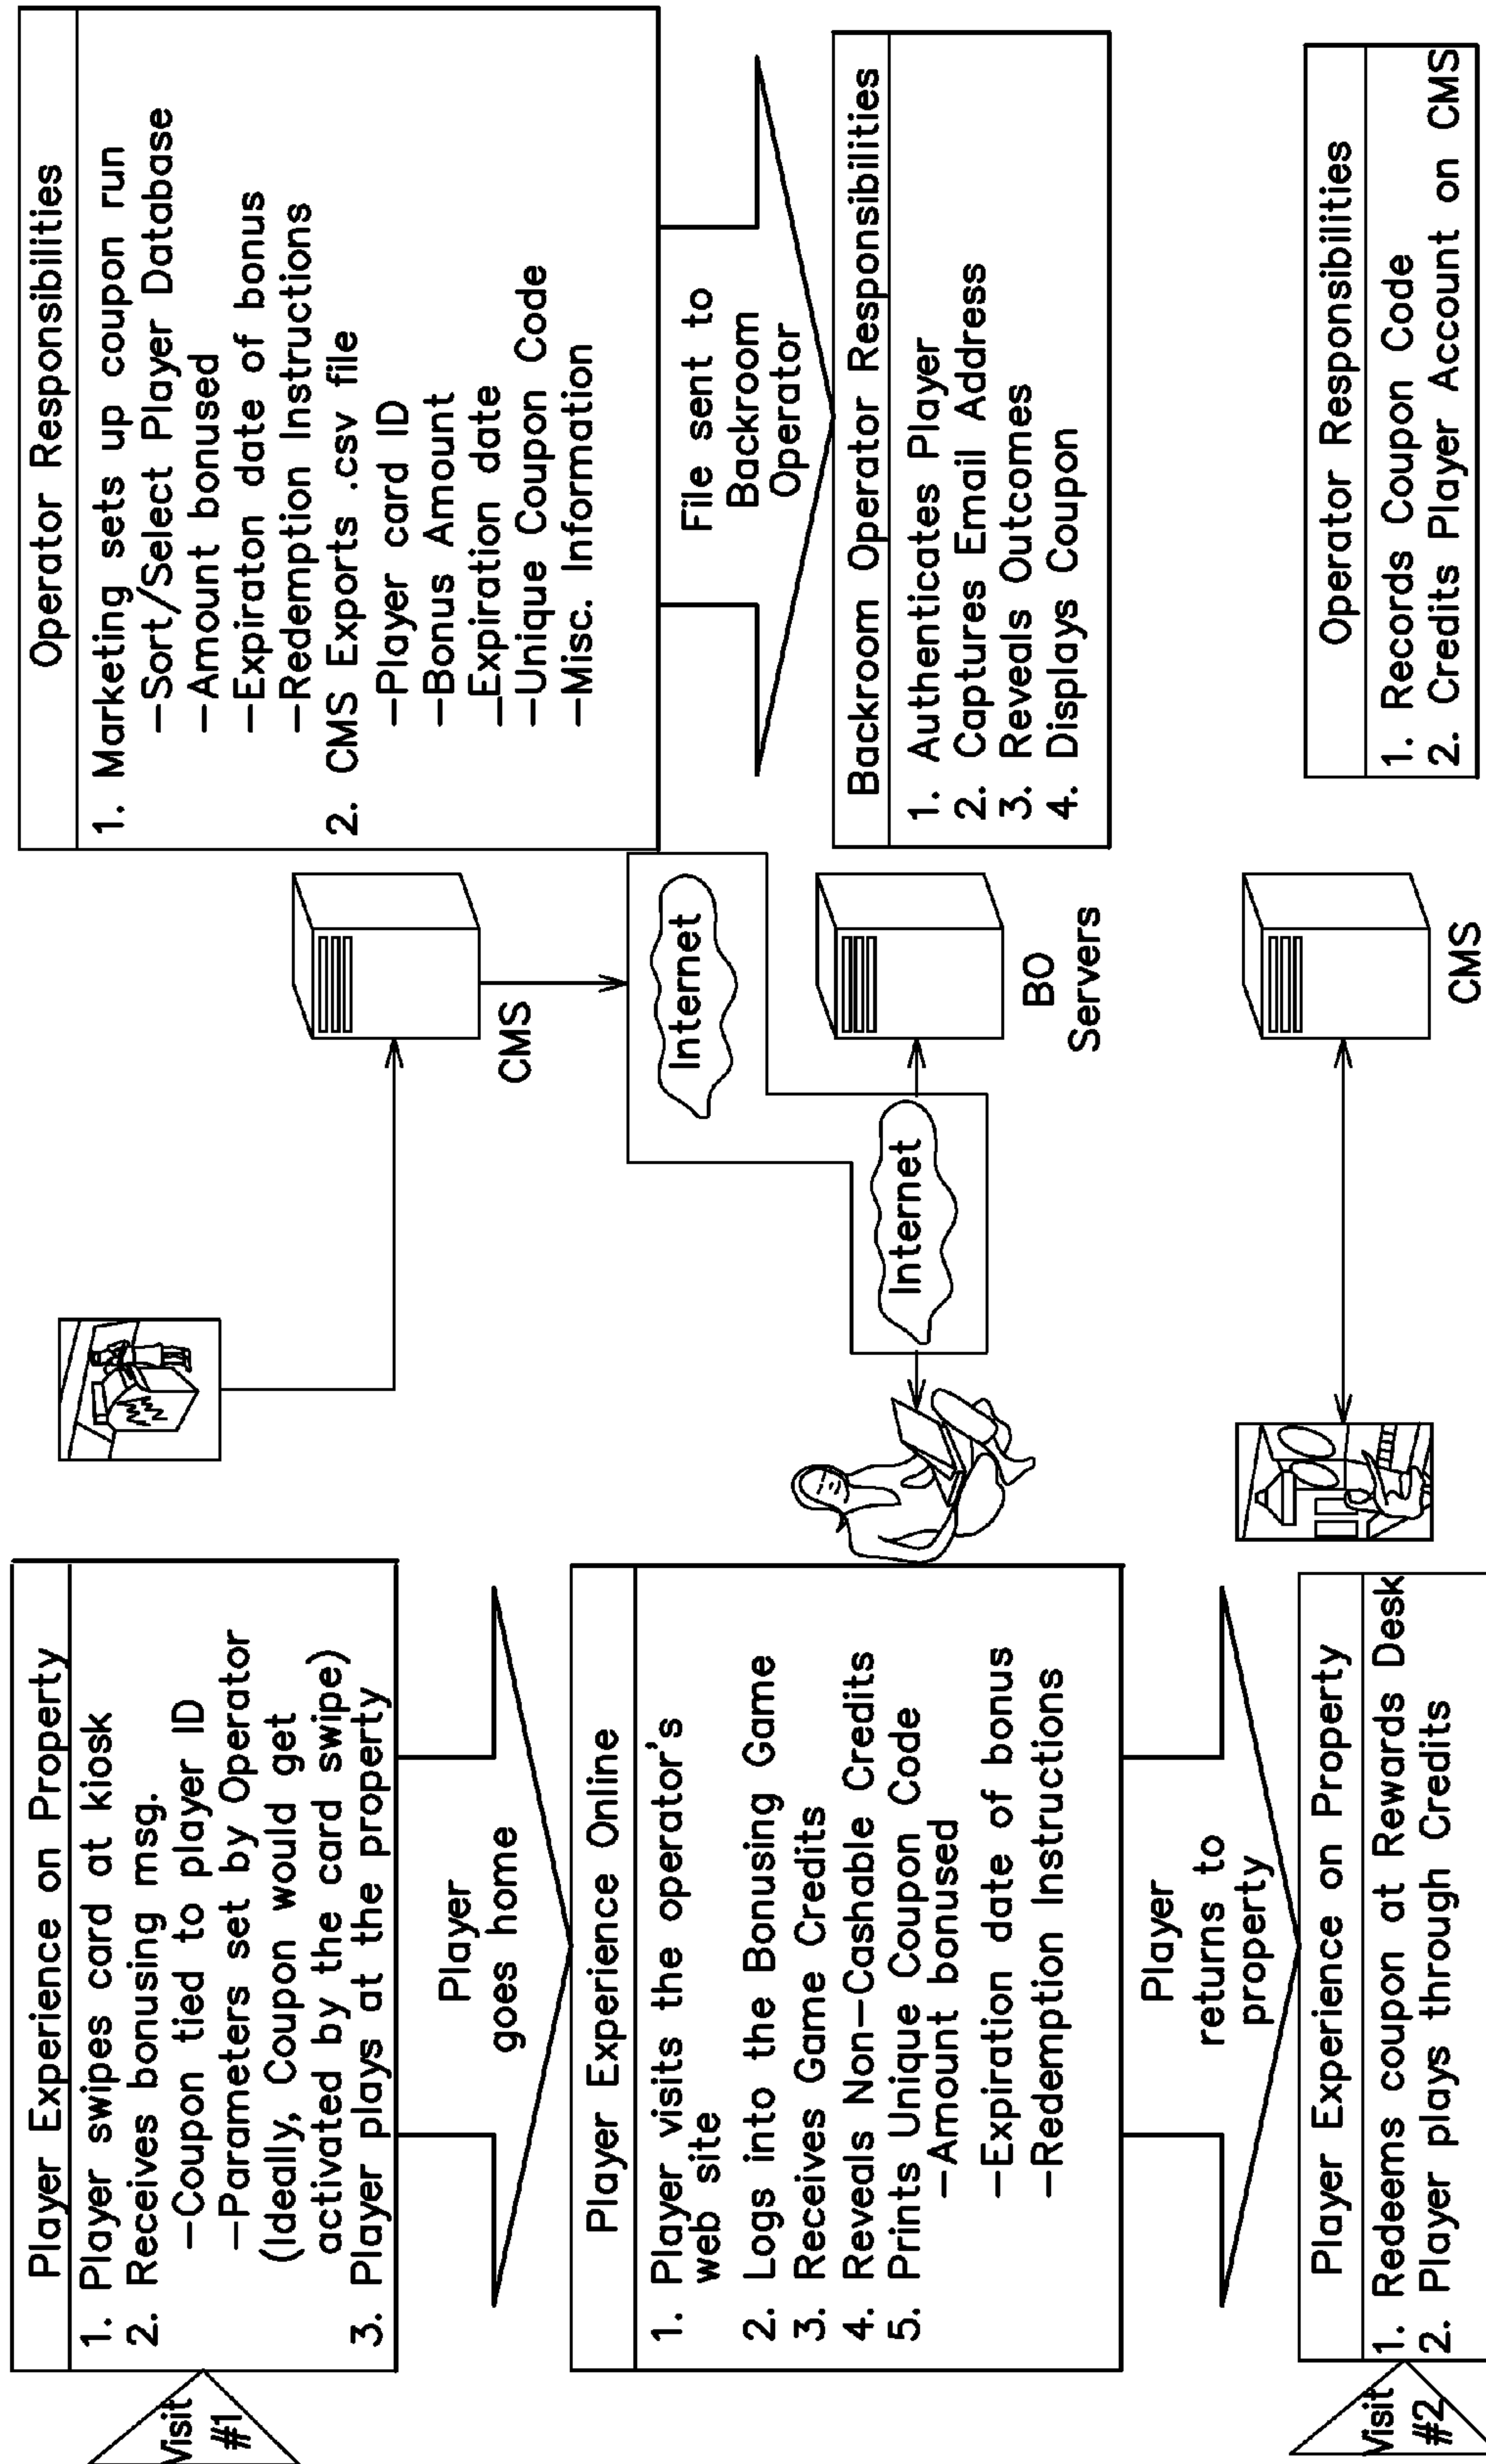 Visit
#1
Player Experience on Property
1. Player swipes card at kiosk
2. Receives bonusing msg.
–Coupon tied to player ID
–Parameters set by Operator
(Ideally, Coupon would get
activated by the card swipe)
3. Player plays at the property
Player
goes home
Player Experience Online
1. Player visits the operator's
web site
2. Logs into the Bonusing Game
3. Receives Game Credits
4. Reveals Non–Cashable Credits
5. Prints Unique Coupon Code
–Amount bonused
–Expiration date of bonus
–Redemption Instructions
Player
returns to
property
Visit
#2
Player Experience on Property
1. Redeems coupon at Rewards Desk
2. Player plays through Credits
CMS
Internet
Internet
BO
Servers
CMS
Operator Responsibilities
1. Marketing sets up coupon run
–Sort/Select Player Database
–Amount bonused
–Expiraton date of bonus
–Redemption Instructions
2. CMS Exports .csv file
–Player card ID
–Bonus Amount
–Expiration date
–Unique Coupon Code
–Misc. Information
File sent to
Backroom
Operator
Backroom Operator Responsibilities
1. Authenticates Player
2. Captures Email Address
3. Reveals Outcomes
4. Displays Coupon
Operator Responsibilities
1. Records Coupon Code
2. Credits Player Account on CMS